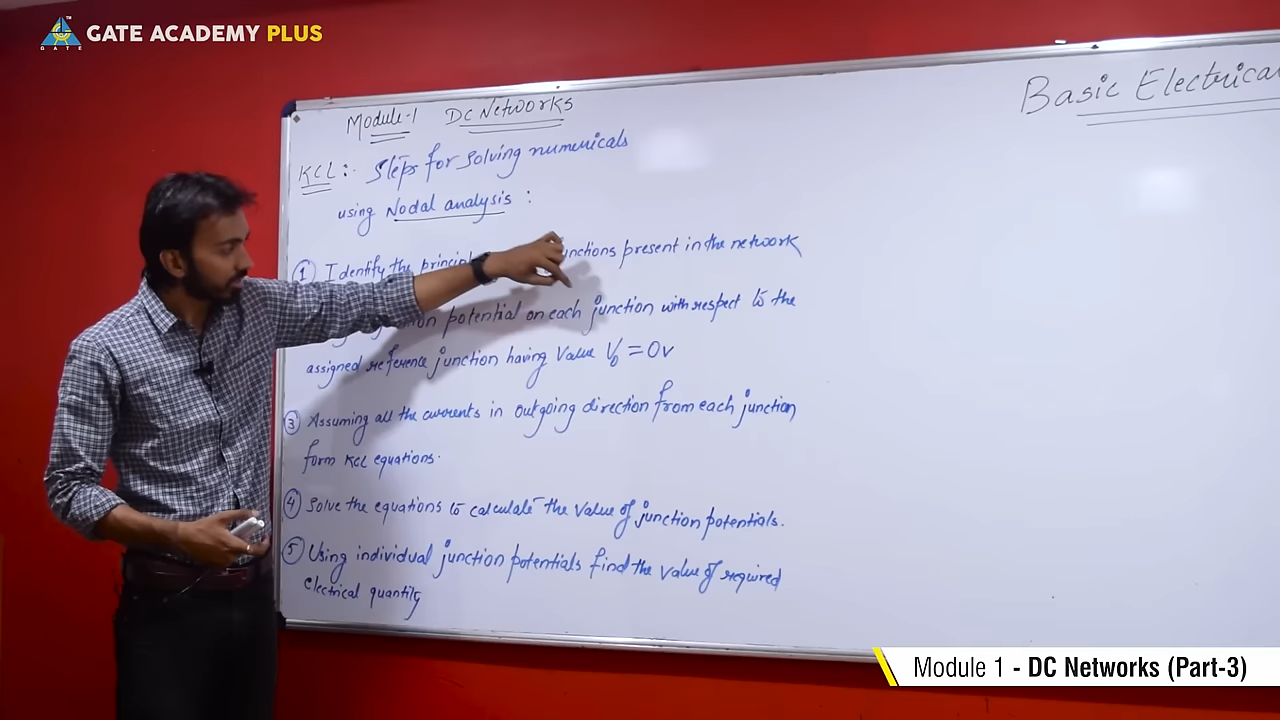 GATE ACADEMY PLUS
GATE
TM
Module-1 DC Networks
Basic Electrical
KCL:- Steps for solving numericals
using Nodal analysis :
1 Identify the junctions present in the network
potential on each junction with respect to the
assigned reference junction having value V0 = 0v
3 Assuming all the currents in outgoing direction from each junction
form KCL equations.
4 Solve the equations to calculate the value of junction potentials.
5 Using individual junction potentials find the value of required
electrical quantity
Module 1 - DC Networks (Part-3)